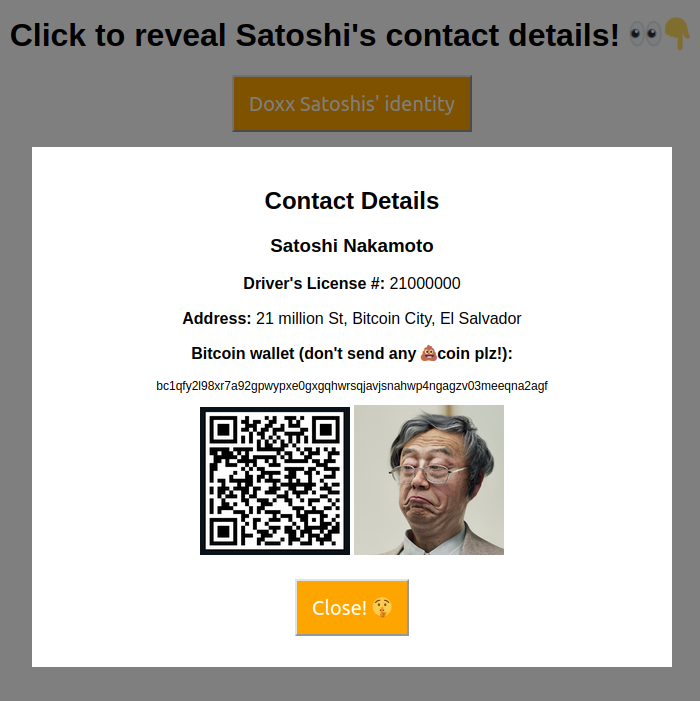 Click to reveal Satoshi's contact details! 👀👇
Doxx Satoshis' identity
Contact Details
Satoshi Nakamoto
Driver's License #: 21000000
Address: 21 million St, Bitcoin City, El Salvador
Bitcoin wallet (don't send any 💩coin plz!):
bc1qfy2l98xr7a92gpwypxe0gxgqhwrsqjavjsnahwp4ngagzv03meeqna2agf
Close! 🤫